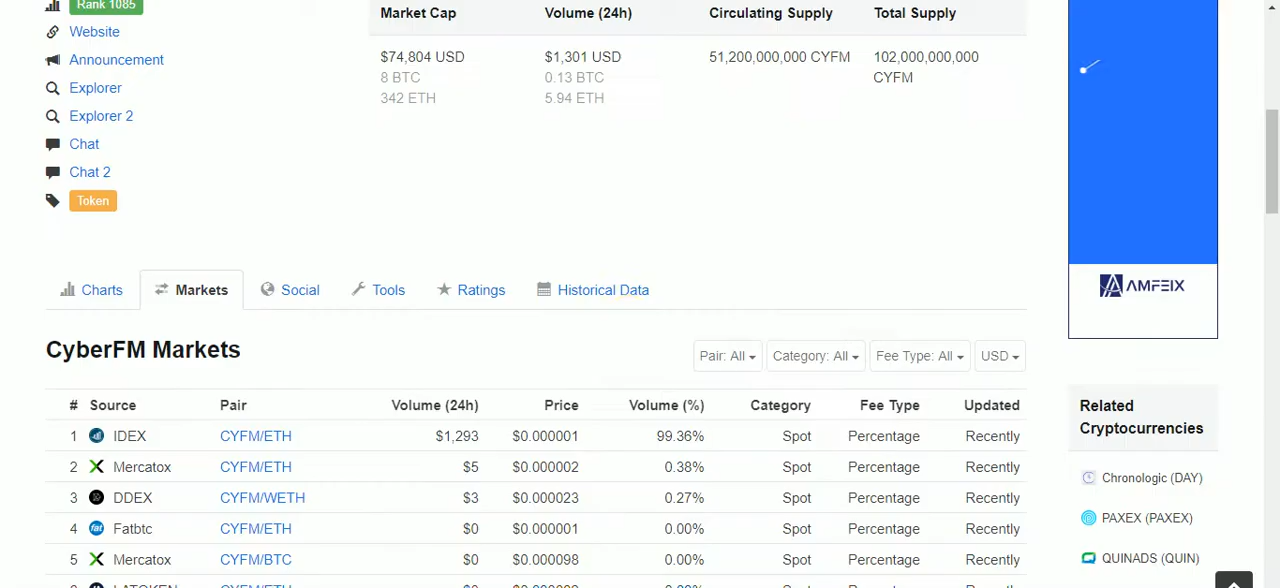 Rank 1085
Website
Announcement
Explorer
Explorer 2
Chat
Chat 2
Token
Market Cap Volume (24h) Circulating Supply Total Supply
$74,804 USD $1,301 USD 51,200,000,000 CYFM 102,000,000,000
8 BTC 0.13 BTC CYFM
342 ETH 5.94 ETH
AMFEIX
Charts Markets Social Tools Ratings Historical Data
CyberFM Markets
Pair: All Category: All Fee Type: All USD
# Source Pair Volume (24h) Price Volume (%) Category Fee Type Updated
1 IDEX CYFM/ETH $1,293 $0.000001 99.36% Spot Percentage Recently
2 Mercatox CYFM/ETH $5 $0.000002 0.38% Spot Percentage Recently
3 DDEX CYFM/WETH $3 $0.000023 0.27% Spot Percentage Recently
4 Fatbtc CYFM/ETH $0 $0.000001 0.00% Spot Percentage Recently
5 Mercatox CYFM/BTC $0 $0.000098 0.00% Spot Percentage Recently
Related
Cryptocurrencies
Chronologic (DAY)
PAXEX (PAXEX)
QUINADS (QUIN)